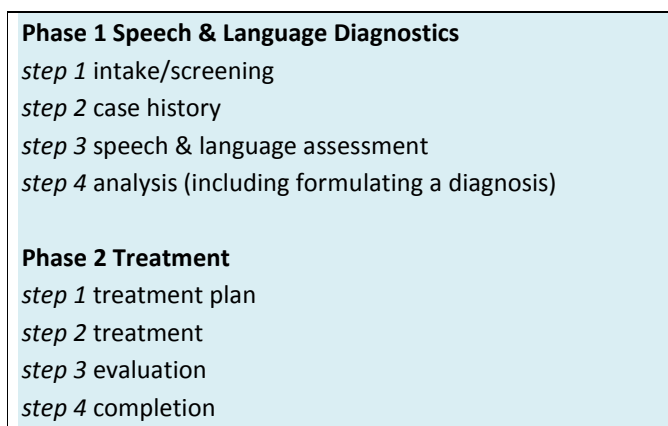 Phase 1 Speech & Language Diagnostics
step 1 intake/screening
step 2 case history
step 3 speech & language assessment
step 4 analysis (including formulating a diagnosis)
Phase 2 Treatment
step 1 treatment plan
step 2 treatment
step 3 evaluation
step 4 completion